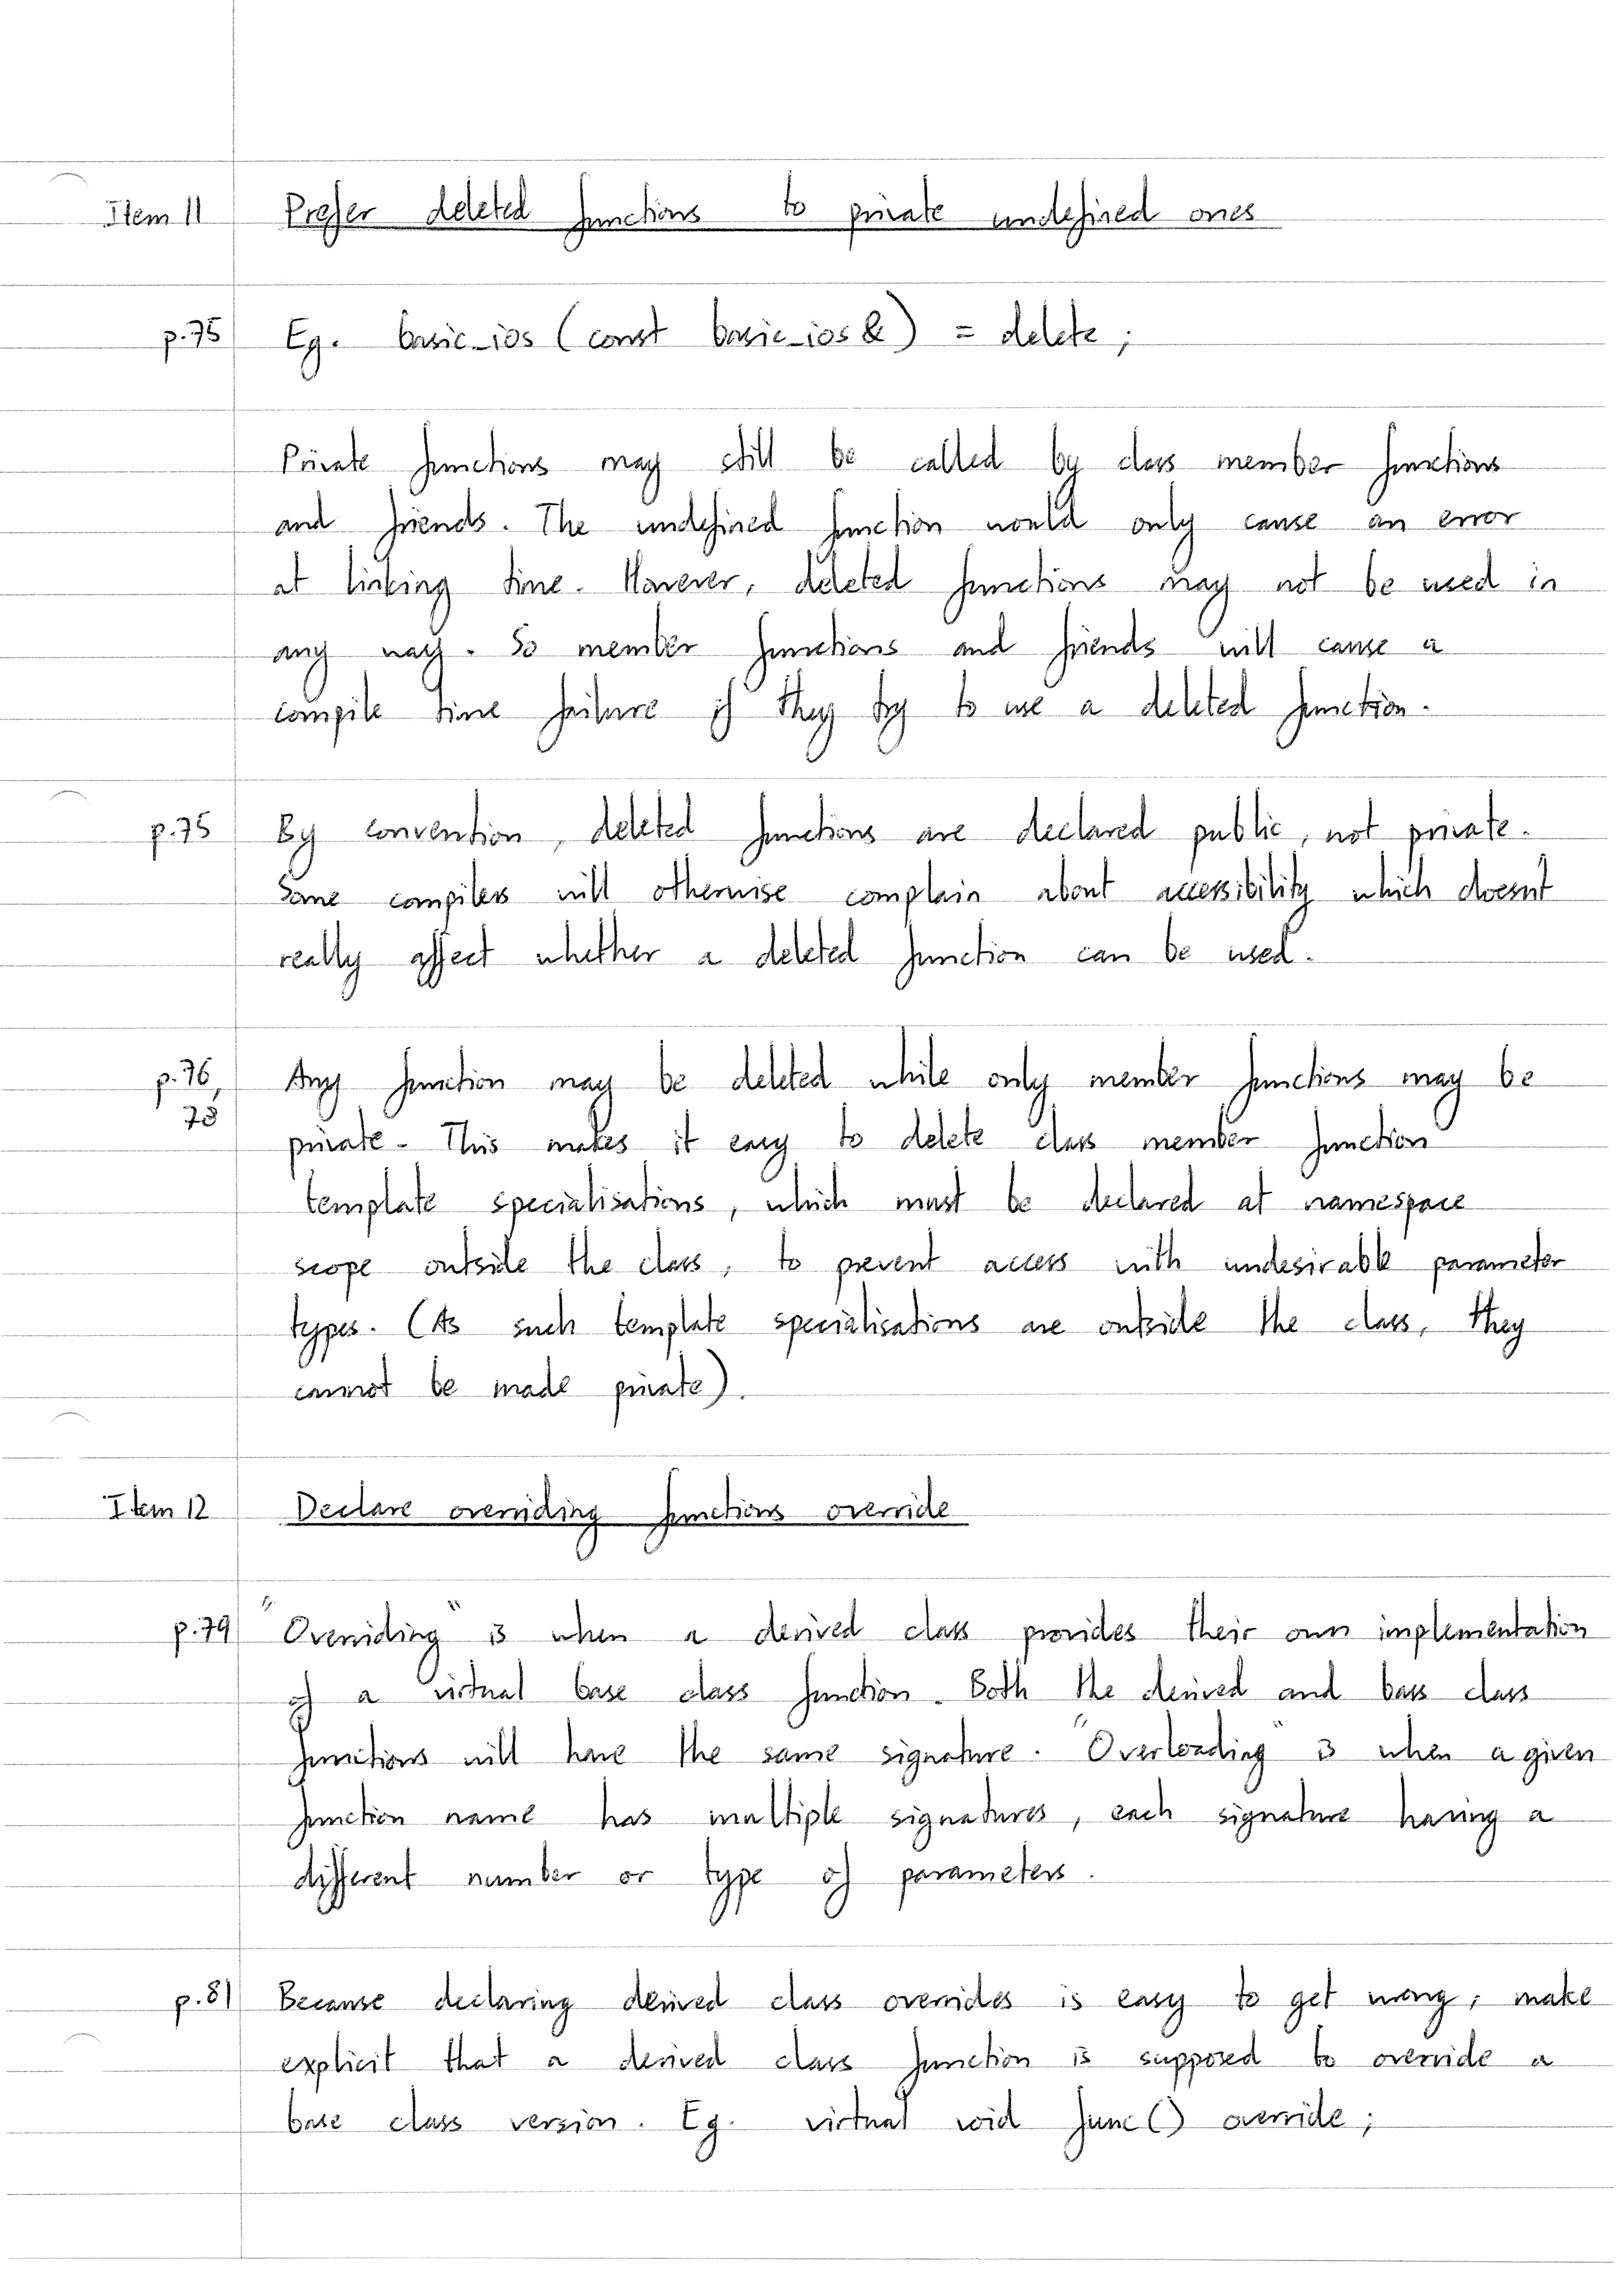 Item 11 Prefer deleted functions to private undefined ones
p.75 Eg. basic_ios (const basic_ios &) = delete;
Private functions may still be called by class member functions
and friends. The undefined function would only cause an error
at linking time. However, deleted functions may not be used in
any way. So member functions and friends will cause a
compile time failure if they try to use a deleted function.
p.75 By convention, deleted functions are declared public, not private.
Some compilers will otherwise complain about accessibility which doesn't
really affect whether a deleted function can be used.
p.76, Any function may be deleted while only member functions may be
78 private. This makes it easy to delete class member function
template specialisations, which must be declared at namespace
scope outside the class, to prevent access with undesirable parameter
types. (As such template specialisations are outside the class, they
cannot be made private).
Item 12 Declare overriding functions override
p.79 "Overriding" is when a derived class provides their own implementation
of a virtual base class function. Both the derived and base class
functions will have the same signature. "Overloading" is when a given
function name has multiple signatures, each signature having a
different number or type of parameters.
p.81 Because declaring derived class overrides is easy to get wrong, make
explicit that a derived class function is supposed to override a
base class version. Eg. virtual void func() override;